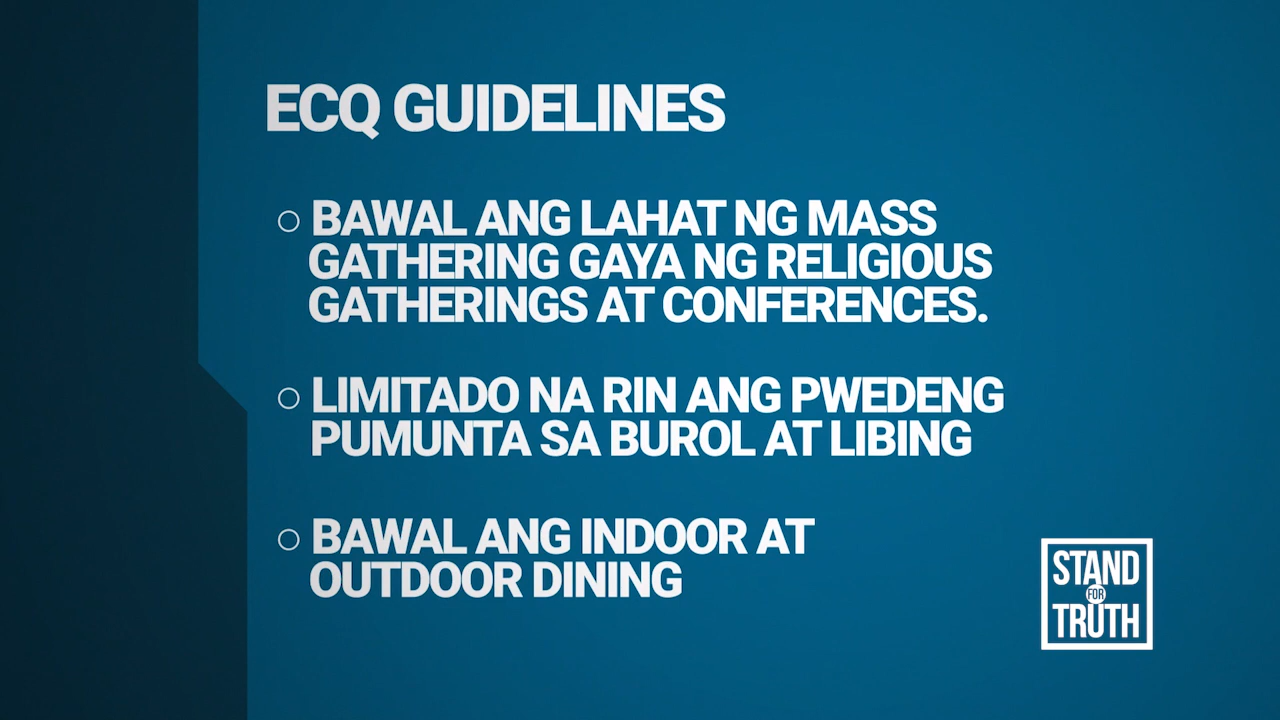 ECQ GUIDELINES
○ BAWAL ANG LAHAT NG MASS
GATHERING GAYA NG RELIGIOUS
GATHERINGS AT CONFERENCES.
○ LIMITADO NA RIN ANG PWEDENG
PUMUNTA SA BUROL AT LIBING
○ BAWAL ANG INDOOR AT
OUTDOOR DINING
STAND
FOR
TRUTH